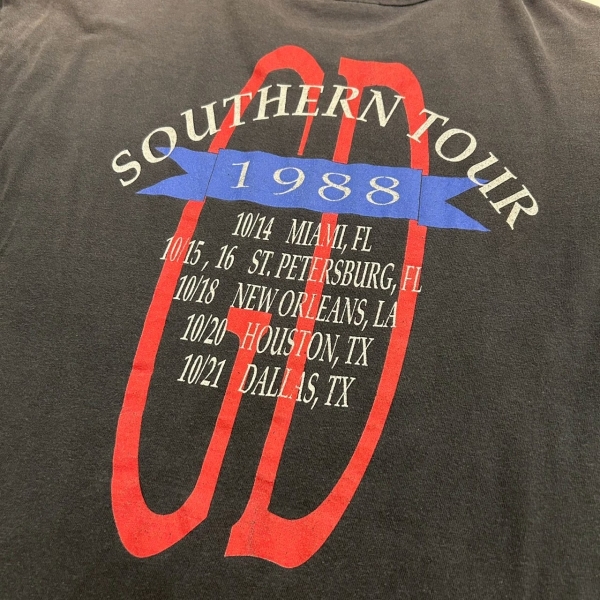 SOUTHERN TOUR
1988
GD
10/14 MIAMI, FL
10/15, 16 ST. PETERSBURG, FL
10/18 NEW ORLEANS, LA
10/20 HOUSTON, TX
10/21 DALLAS, TX